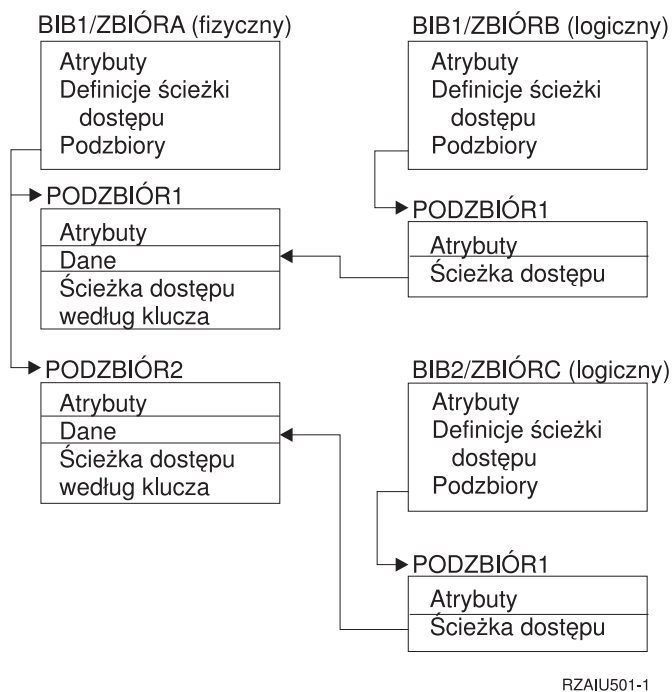 BIB1/ZBIÓRA (fizyczny)
Atrybuty
Definicje ścieżki
dostępu
Podzbiory
PODZBIÓR1
Atrybuty
Dane
Ścieżka dostępu
według klucza
PODZBIÓR2
Atrybuty
Dane
Ścieżka dostępu
według klucza
BIB1/ZBIÓRB (logiczny)
Atrybuty
Definicje ścieżki
dostępu
Podzbiory
PODZBIÓR1
Atrybuty
Ścieżka dostępu
BIB2/ZBIÓRC (logiczny)
Atrybuty
Definicje ścieżki
dostępu
Podzbiory
PODZBIÓR1
Atrybuty
Ścieżka dostępu
RZAIU501-1